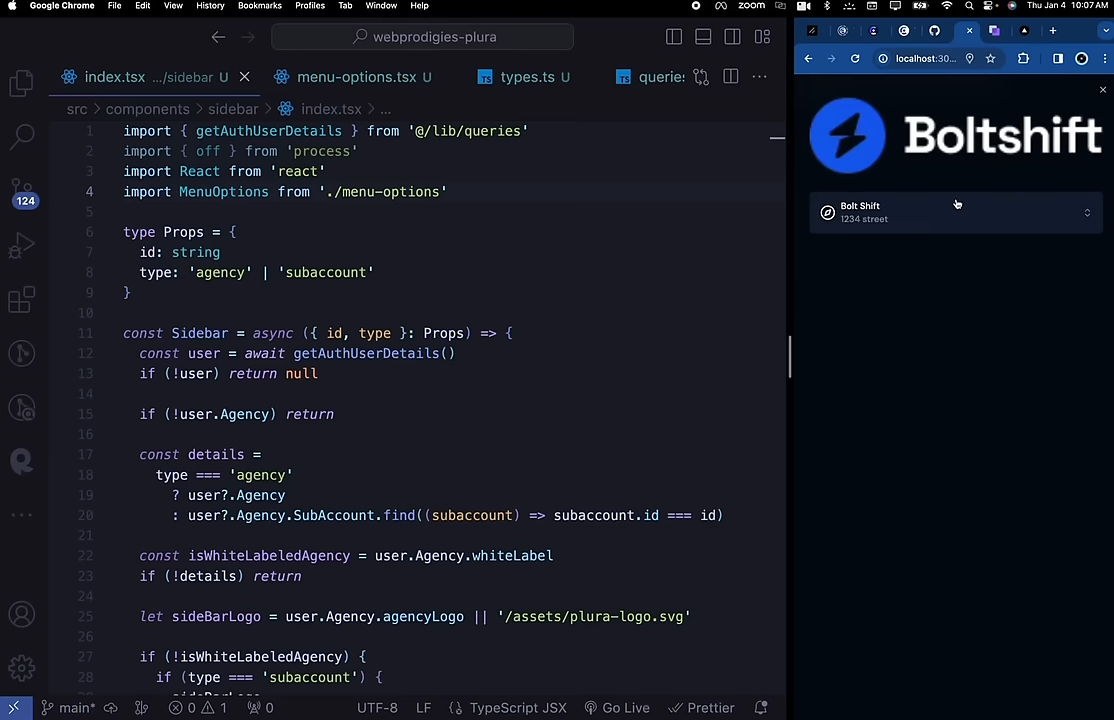 Google Chrome File Edit View History Bookmarks Profiles Tab Window Help zoom Thu Jan 4 10:07 AM
webprodigies-plura
index.tsx .../sidebar U
menu-options.tsx U
types.ts U
queries
src > components > sidebar > index.tsx > ...
1 import { getAuthUserDetails } from '@/lib/queries'
2 import { off } from 'process'
3 import React from 'react'
4 import MenuOptions from './menu-options'
5
6 type Props = {
7 id: string
8 type: 'agency' | 'subaccount'
9 }
10
11 const Sidebar = async ({ id, type }: Props) => {
12 const user = await getAuthUserDetails()
13 if (!user) return null
14
15 if (!user.Agency) return
16
17 const details =
18 type === 'agency'
19 ? user?.Agency
20 : user?.Agency.SubAccount.find((subaccount) => subaccount.id === id)
21
22 const isWhiteLabeledAgency = user.Agency.whiteLabel
23 if (!details) return
24
25 let sideBarLogo = user.Agency.agencyLogo || '/assets/plura-logo.svg'
26
27 if (!isWhiteLabeledAgency) {
28 if (type === 'subaccount') {
124
main* 0 1 0 UTF-8 LF {} TypeScript JSX Go Live Prettier
localhost:30...
Boltshift
Bolt Shift
1234 street